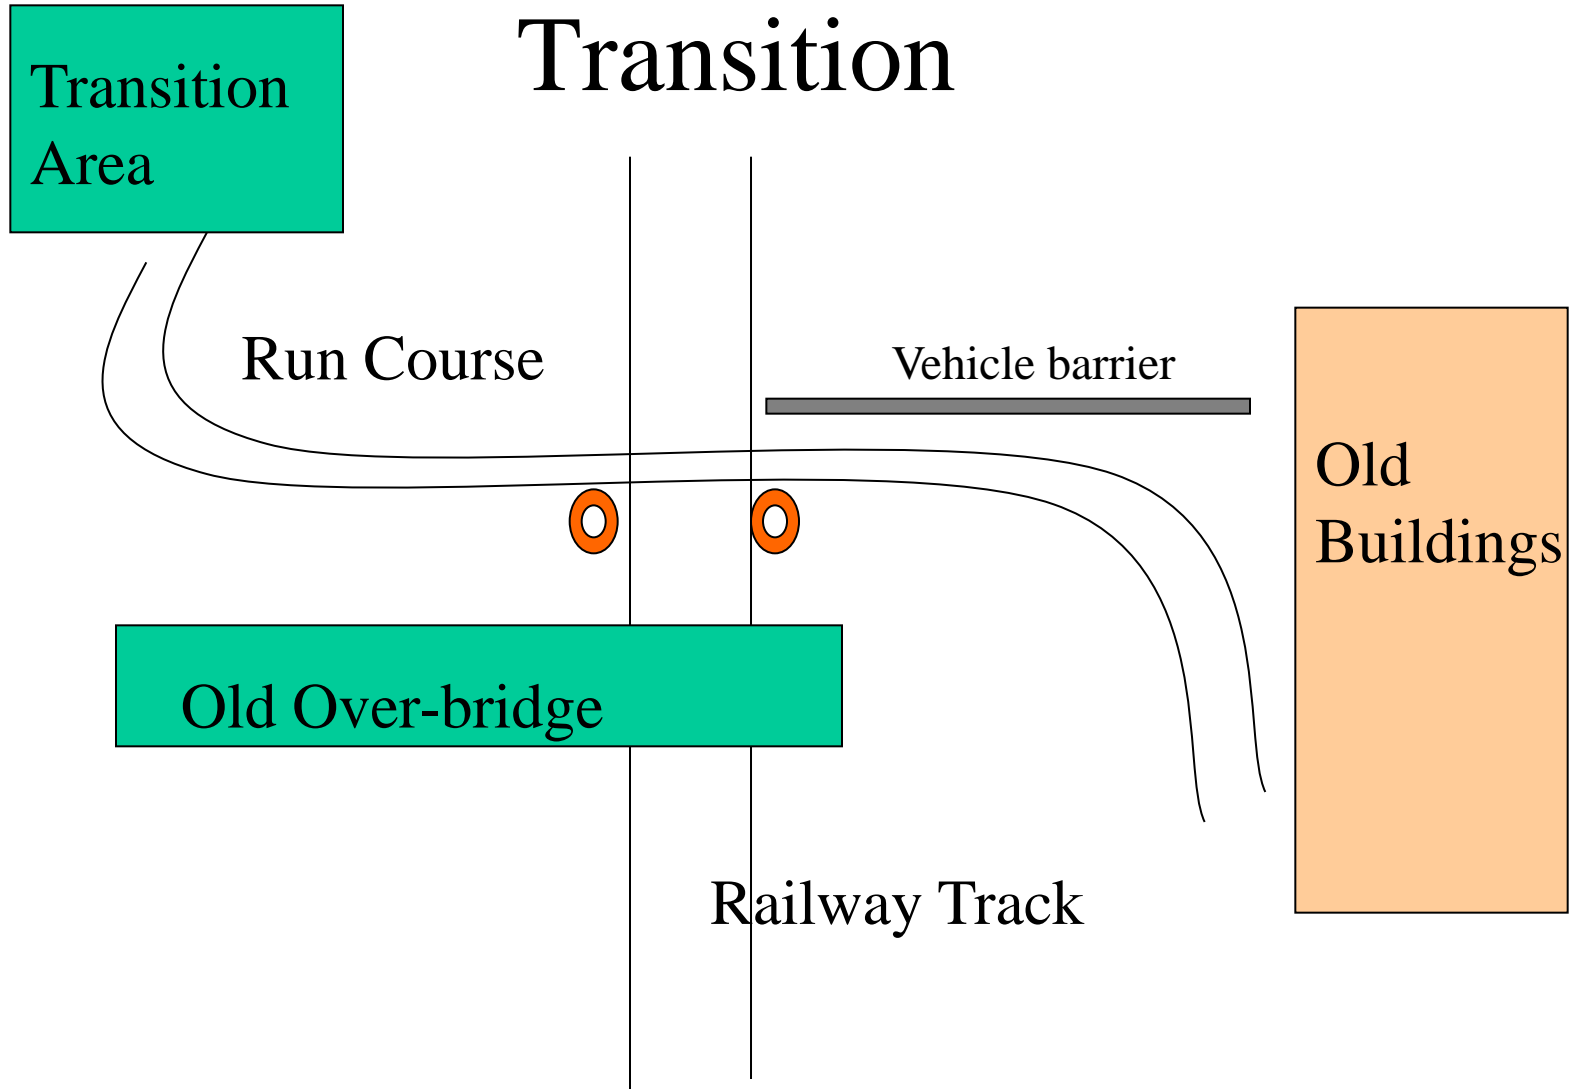 Transition
Transition
Area
Run Course
Vehicle barrier
Old
Buildings
Old Over-bridge
Railway Track